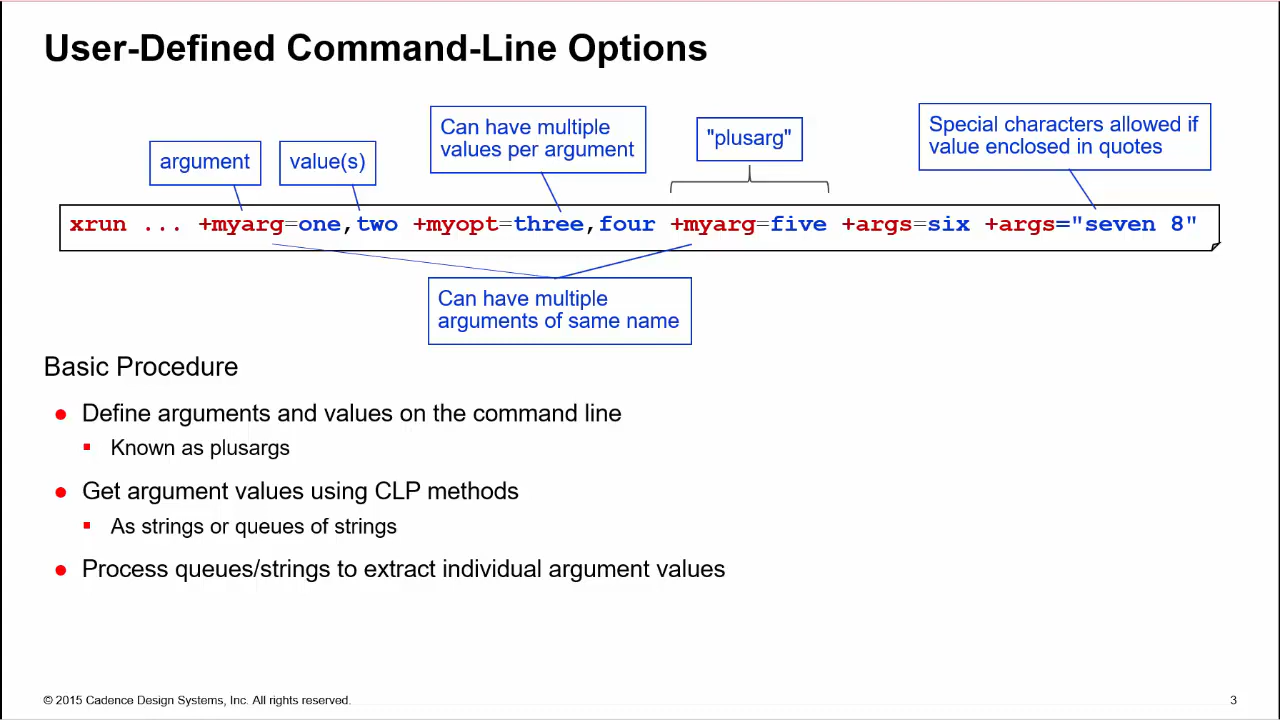 User-Defined Command-Line Options
argument
value(s)
Can have multiple
values per argument
"plusarg"
Special characters allowed if
value enclosed in quotes
xrun ... +myarg=one,two +myopt=three,four +myarg=five +args=six +args="seven 8"
Can have multiple
arguments of same name
Basic Procedure
Define arguments and values on the command line
Known as plusargs
Get argument values using CLP methods
As strings or queues of strings
Process queues/strings to extract individual argument values
© 2015 Cadence Design Systems, Inc. All rights reserved.
3